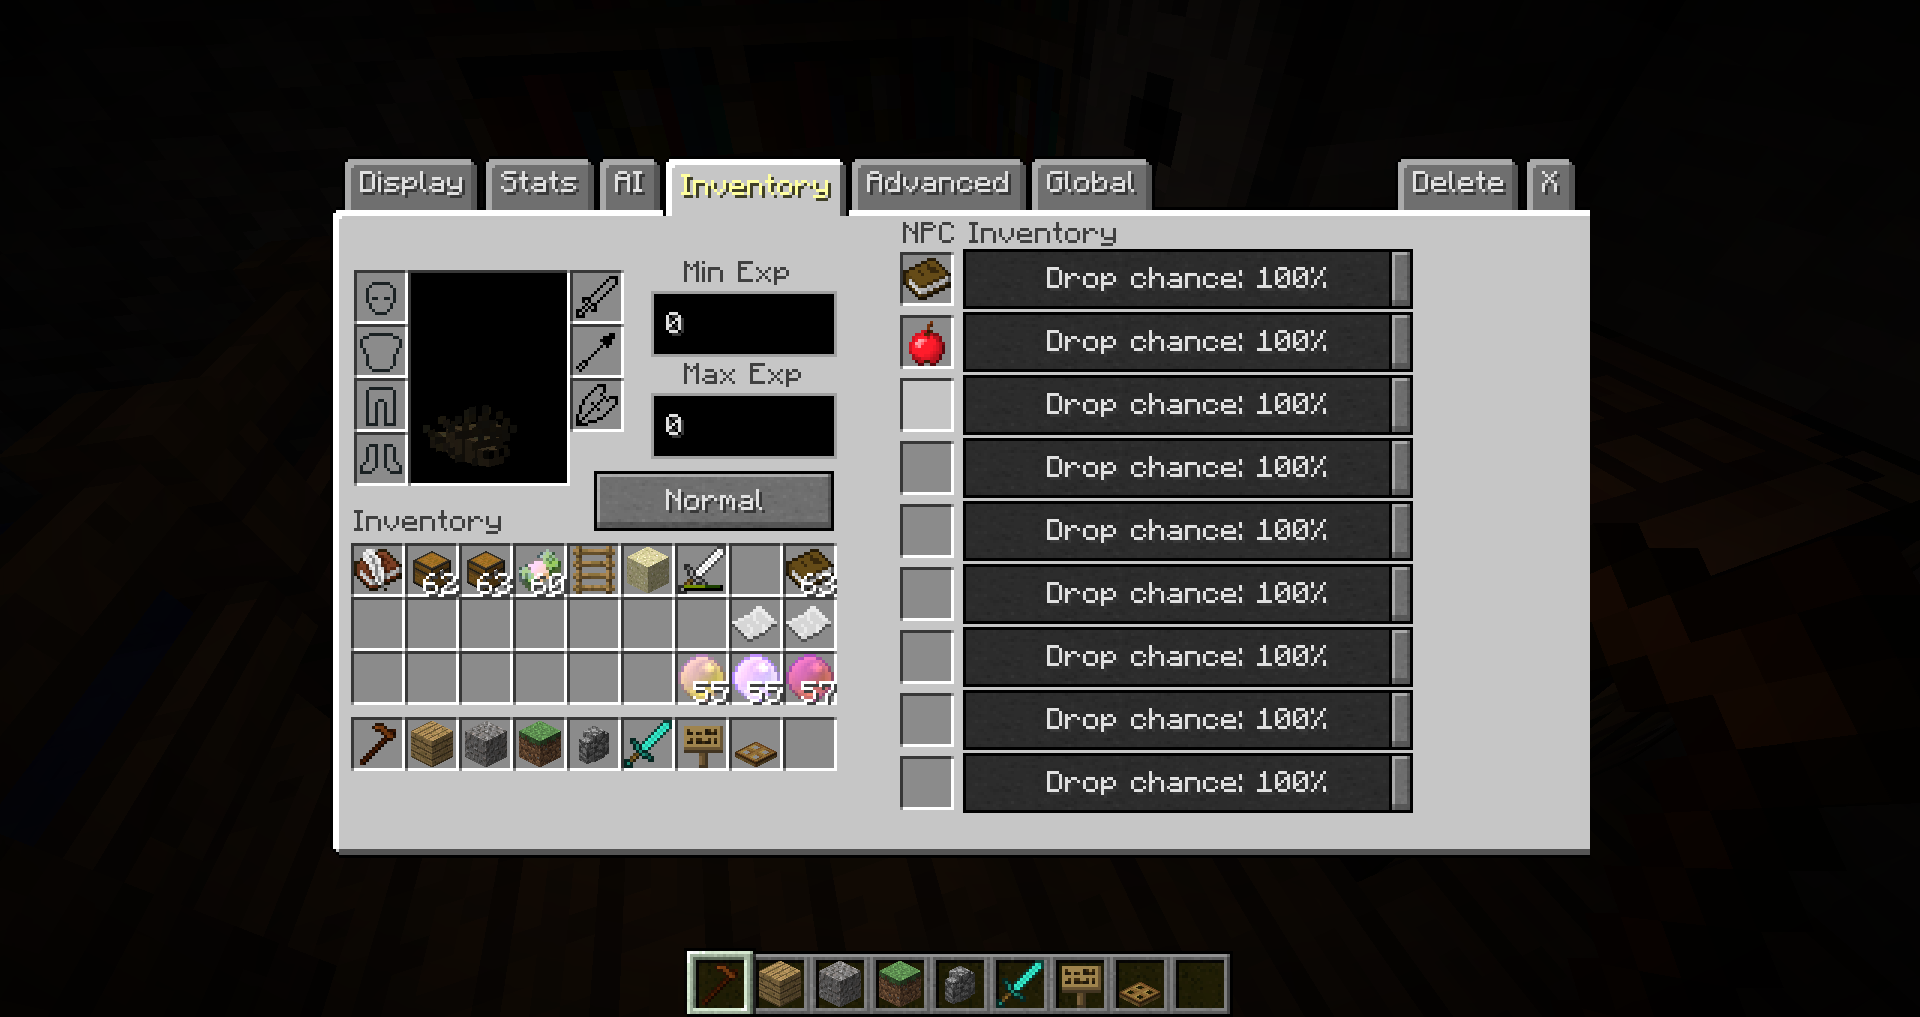 Display Stats AI Inventory Advanced Global Delete X
NPC Inventory
Min Exp
0
Max Exp
0
Normal
Drop chance: 100%
Drop chance: 100%
Drop chance: 100%
Drop chance: 100%
Drop chance: 100%
Drop chance: 100%
Drop chance: 100%
Drop chance: 100%
Drop chance: 100%
Inventory
62 63 60 63
55 55 57